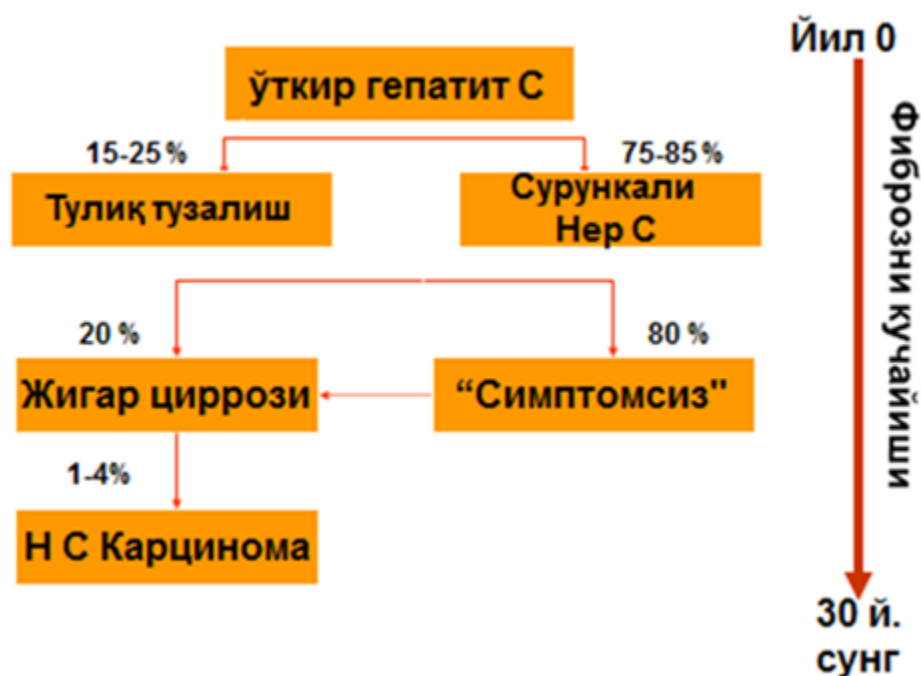 Йил 0
ўткир гепатит С
15-25 %
75-85 %
Тулиқ тузалиш
Сурункали
Неp С
20 %
80 %
Жигар циррози
“Симптомсиз"
1-4%
Н С Карцинома
Фиброзни кучайиши
30 й.
сунг